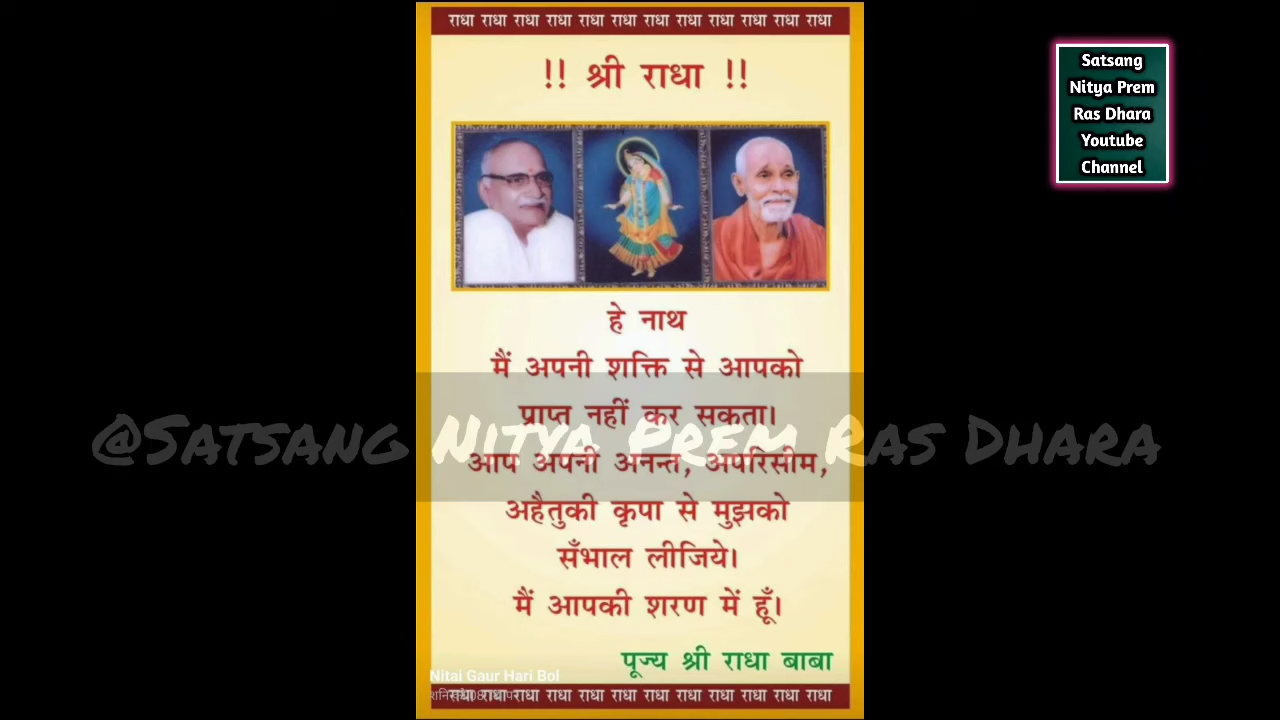 राधा राधा राधा राधा राधा राधा राधा राधा राधा राधा राधा राधा
!! श्री राधा !!
Satsang
Nitya Prem
Ras Dhara
Youtube
Channel
हे नाथ
मैं अपनी शक्ति से आपको
प्राप्त नहीं कर सकता।
@Satsang Nitya Prem Ras Dhara
आप अपनी अनन्त, अपरिसीम,
अहैतुकी कृपा से मुझको
सँभाल लीजिये।
मैं आपकी शरण में हूँ।
पूज्य श्री राधा बाबा
Nitai Gaur Hari Bol
राधा राधा राधा राधा राधा राधा राधा राधा राधा राधा राधा राधा